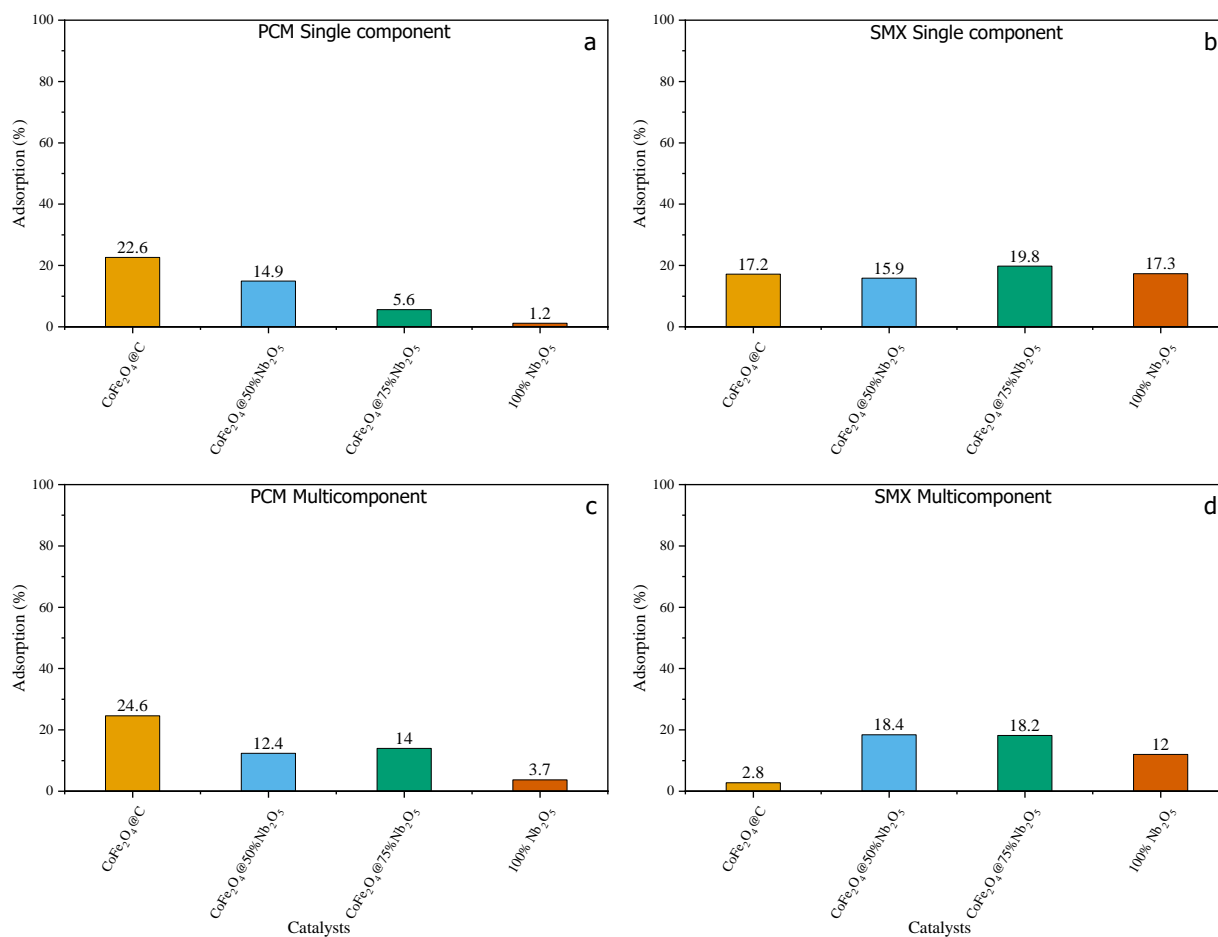 PCM Single component
a
100
80
60
40
20
0
Adsorption (%)
22.6
14.9
5.6
1.2
CoFe₂O₄@C
CoFe₂O₄@50%Nb₂O₅
CoFe₂O₄@75%Nb₂O₅
100% Nb₂O₅
SMX Single component
b
100
80
60
40
20
0
Adsorption (%)
17.2
15.9
19.8
17.3
CoFe₂O₄@C
CoFe₂O₄@50%Nb₂O₅
CoFe₂O₄@75%Nb₂O₅
100% Nb₂O₅
PCM Multicomponent
c
100
80
60
40
20
0
Adsorption (%)
24.6
12.4
14
3.7
CoFe₂O₄@C
CoFe₂O₄@50%Nb₂O₅
CoFe₂O₄@75%Nb₂O₅
100% Nb₂O₅
Catalysts
SMX Multicomponent
d
100
80
60
40
20
0
Adsorption (%)
2.8
18.4
18.2
12
CoFe₂O₄@C
CoFe₂O₄@50%Nb₂O₅
CoFe₂O₄@75%Nb₂O₅
100% Nb₂O₅
Catalysts